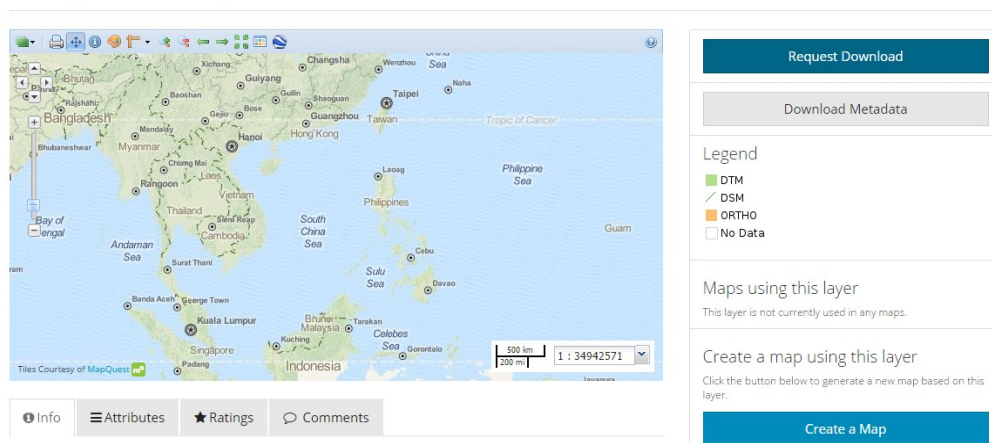 Xichang
Changsha
Wenzhou
Sea
Bhutan
Guiyang
Naha
Rajshahi
Baoshan
Guilin
Shaoguan
Taipei
Bangladesh
Gejiu
Bose
Guangzhou
Taiwan
Tropic of Cancer
Mandalay
Hanoi
Hong Kong
Bhubaneshwar
Myanmar
Chiang Mai
Laoag
Philippine
Sea
Rangoon
Laos
Vietnam
Philippines
Thailand
Bay of
Bengal
Siem Reap
South
China
Sea
Guam
Cambodia
Andaman
Sea
Cebu
Surat Thani
Sulu
Sea
Davao
Banda Aceh
George Town
Kuala Lumpur
Brunei
Tarakan
Malaysia
Celebes
Sea
Kuching
Gorontalo
Singapore
Padang
Indonesia
500 km
200 mi
1 : 34942571
Tiles Courtesy of MapQuest
Info
Attributes
Ratings
Comments
Request Download
Download Metadata
Legend
DTM
DSM
ORTHO
No Data
Maps using this layer
This layer is not currently used in any maps.
Create a map using this layer
Click the button below to generate a new map based on this
layer.
Create a Map